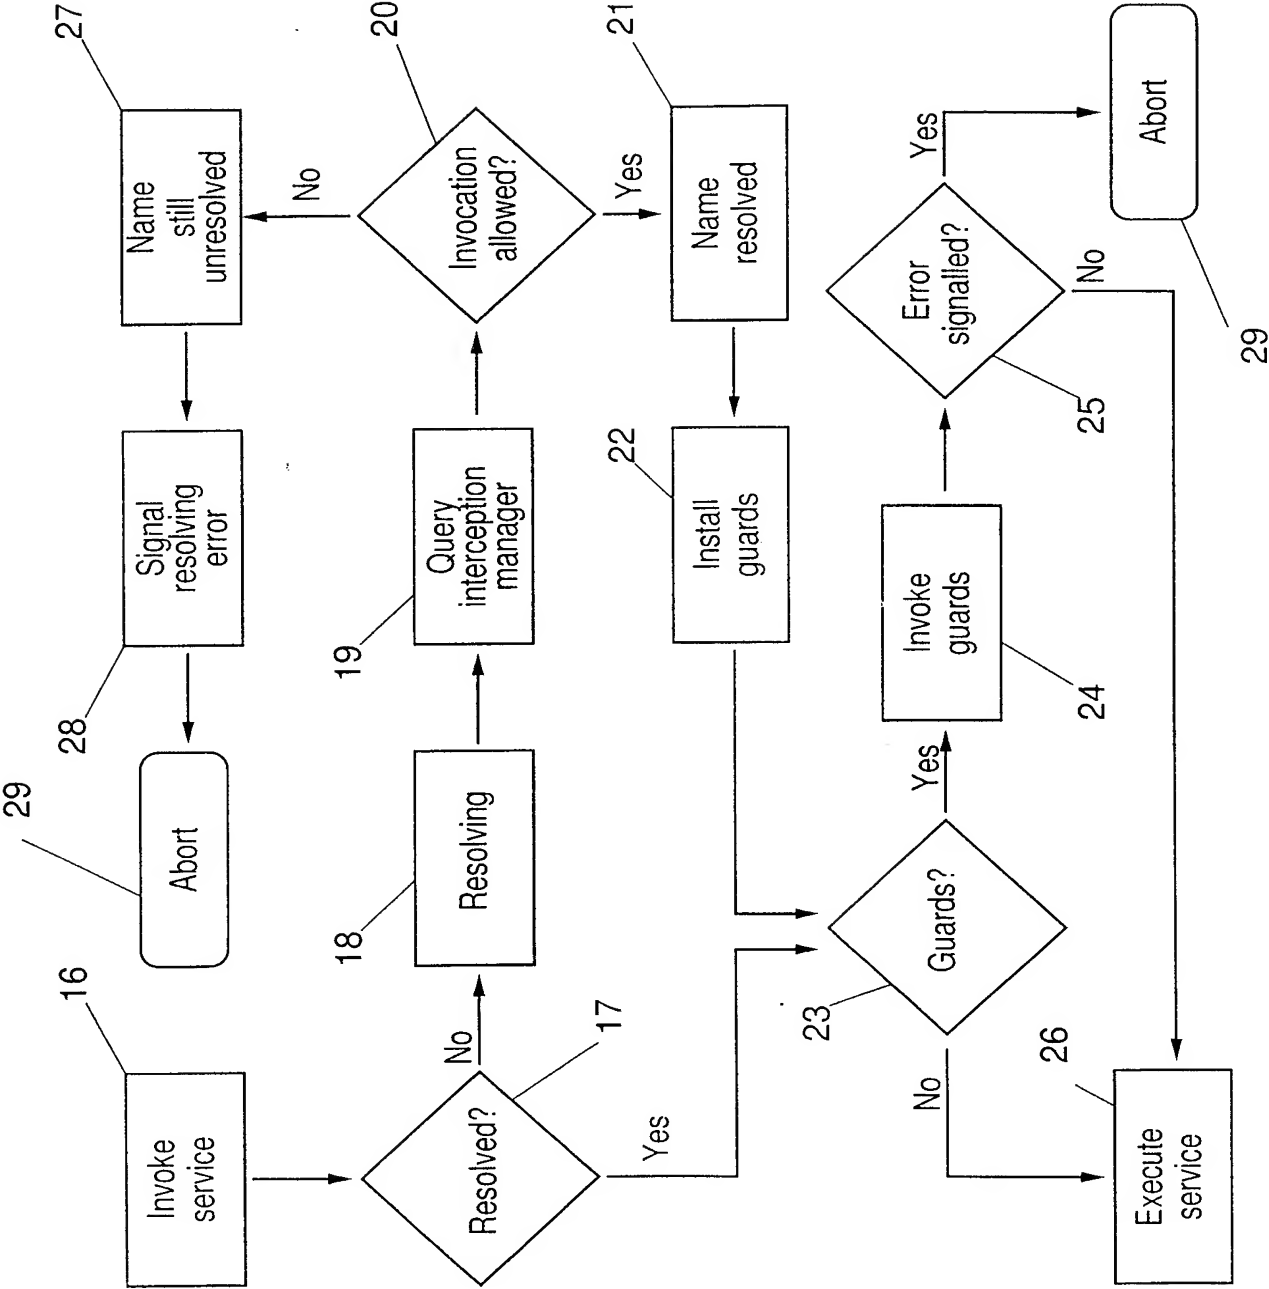 16
Invoke
service
29
Abort
28
Signal
resolving
error
27
Name
still
unresolved
No
17
Resolved?
No
18
Resolving
19
Query
interception
manager
20
Invocation
allowed?
Yes
Yes
22
Install
guards
21
Name
resolved
23
Guards?
No
Yes
24
Invoke
guards
25
Error
signalled?
Yes
No
26
Execute
service
29
Abort